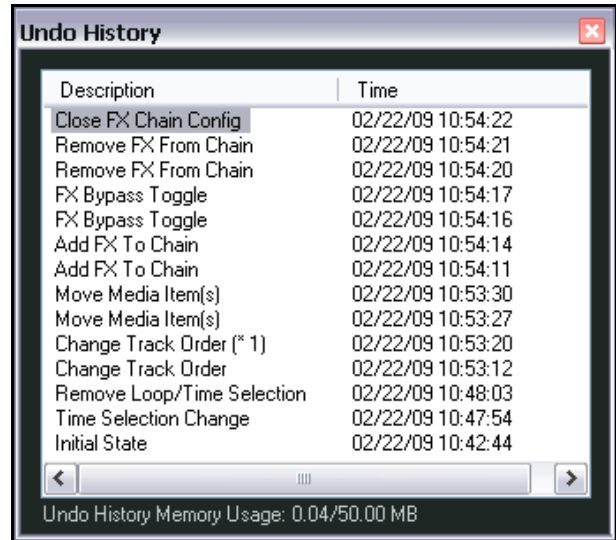 Undo History
Description Time
Close FX Chain Config 02/22/09 10:54:22
Remove FX From Chain 02/22/09 10:54:21
Remove FX From Chain 02/22/09 10:54:20
FX Bypass Toggle 02/22/09 10:54:17
FX Bypass Toggle 02/22/09 10:54:16
Add FX To Chain 02/22/09 10:54:14
Add FX To Chain 02/22/09 10:54:11
Move Media Item(s) 02/22/09 10:53:30
Move Media Item(s) 02/22/09 10:53:27
Change Track Order (* 1) 02/22/09 10:53:20
Change Track Order 02/22/09 10:53:12
Remove Loop/Time Selection 02/22/09 10:48:03
Time Selection Change 02/22/09 10:47:54
Initial State 02/22/09 10:42:44
Undo History Memory Usage: 0.04/50.00 MB